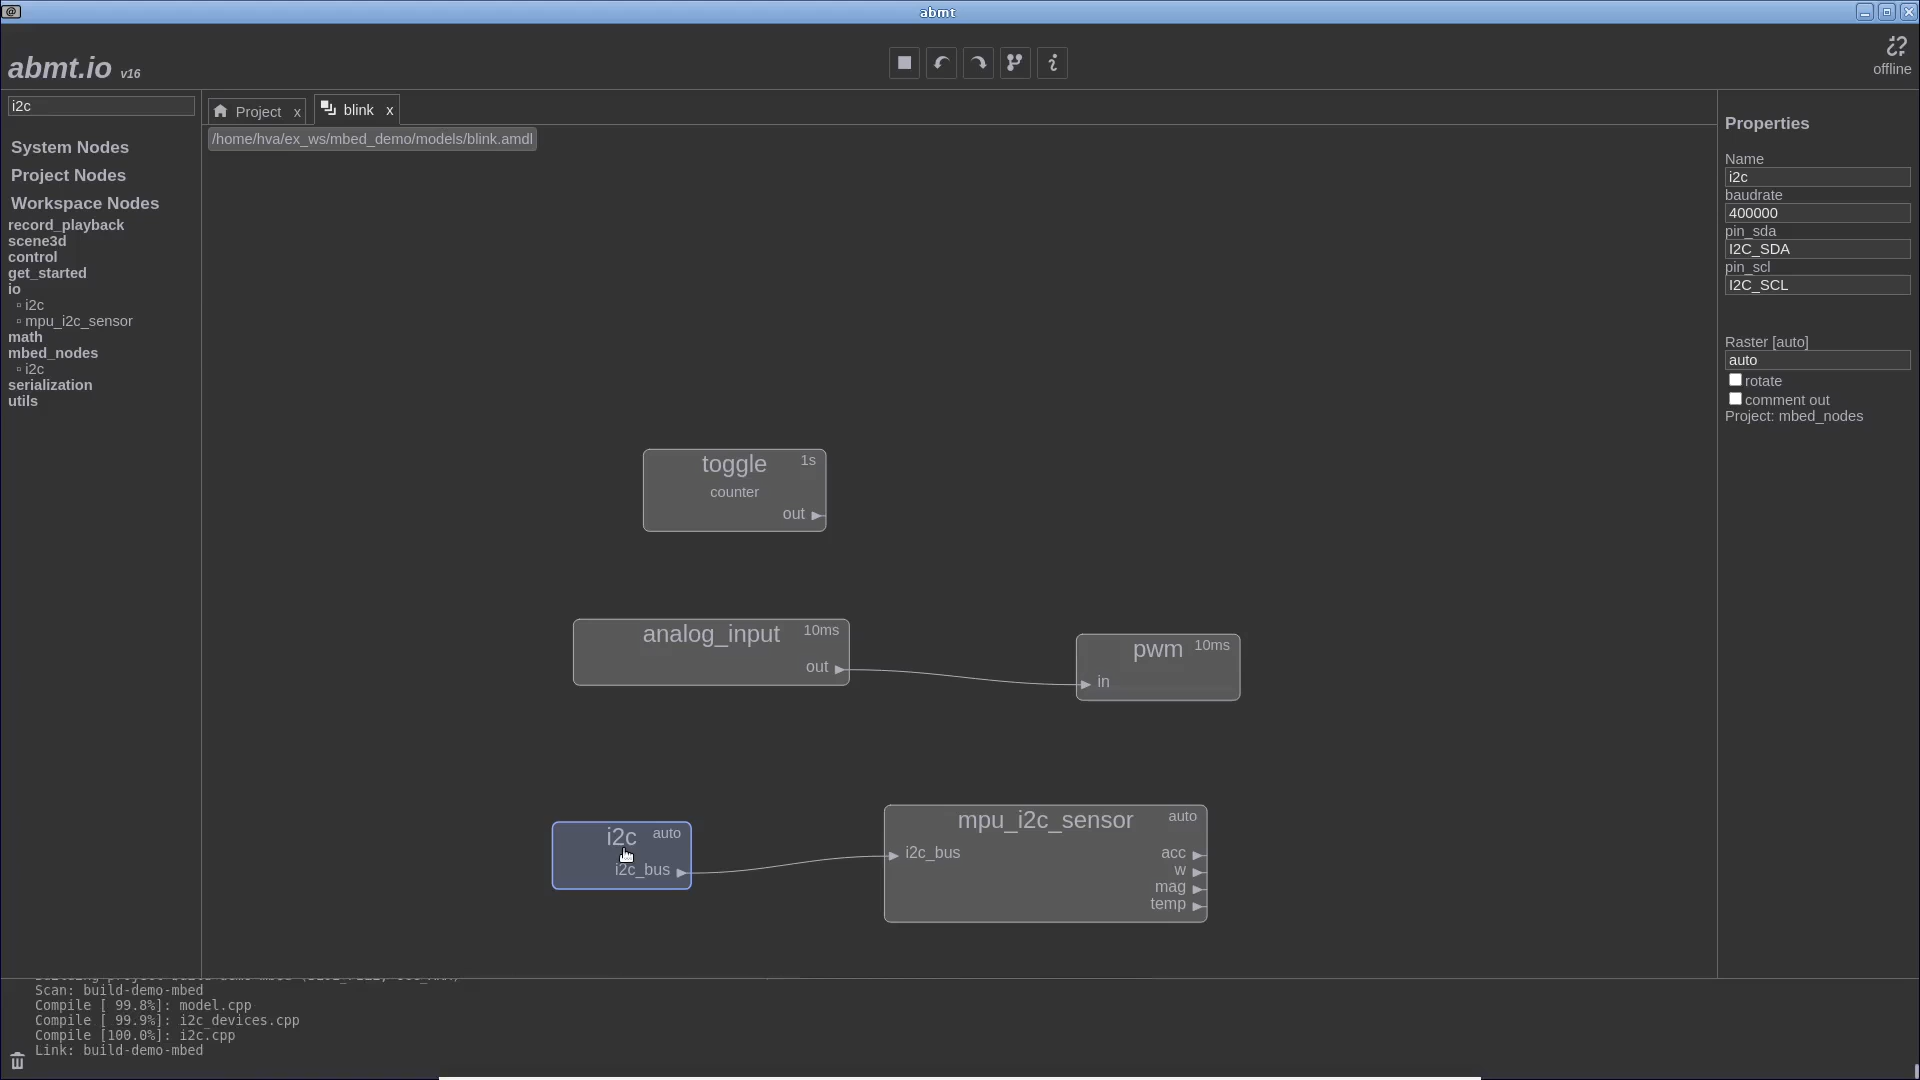 @
abmt
abmt.io v16
offline
i2c
System Nodes
Project Nodes
Workspace Nodes
record_playback
scene3d
control
get_started
io
i2c
mpu_i2c_sensor
math
mbed_nodes
i2c
serialization
utils
Project x
blink x
/home/hva/ex_ws/mbed_demo/models/blink.amdl
toggle 1s
counter
out
analog_input 10ms
out
pwm 10ms
in
i2c auto
i2c_bus
mpu_i2c_sensor auto
i2c_bus
acc
w
mag
temp
Properties
Name
i2c
baudrate
400000
pin_sda
I2C_SDA
pin_scl
I2C_SCL
Raster [auto]
auto
rotate
comment out
Project: mbed_nodes
Scan: build-demo-mbed
Compile [ 99.8%]: model.cpp
Compile [ 99.9%]: i2c_devices.cpp
Compile [100.0%]: i2c.cpp
Link: build-demo-mbed